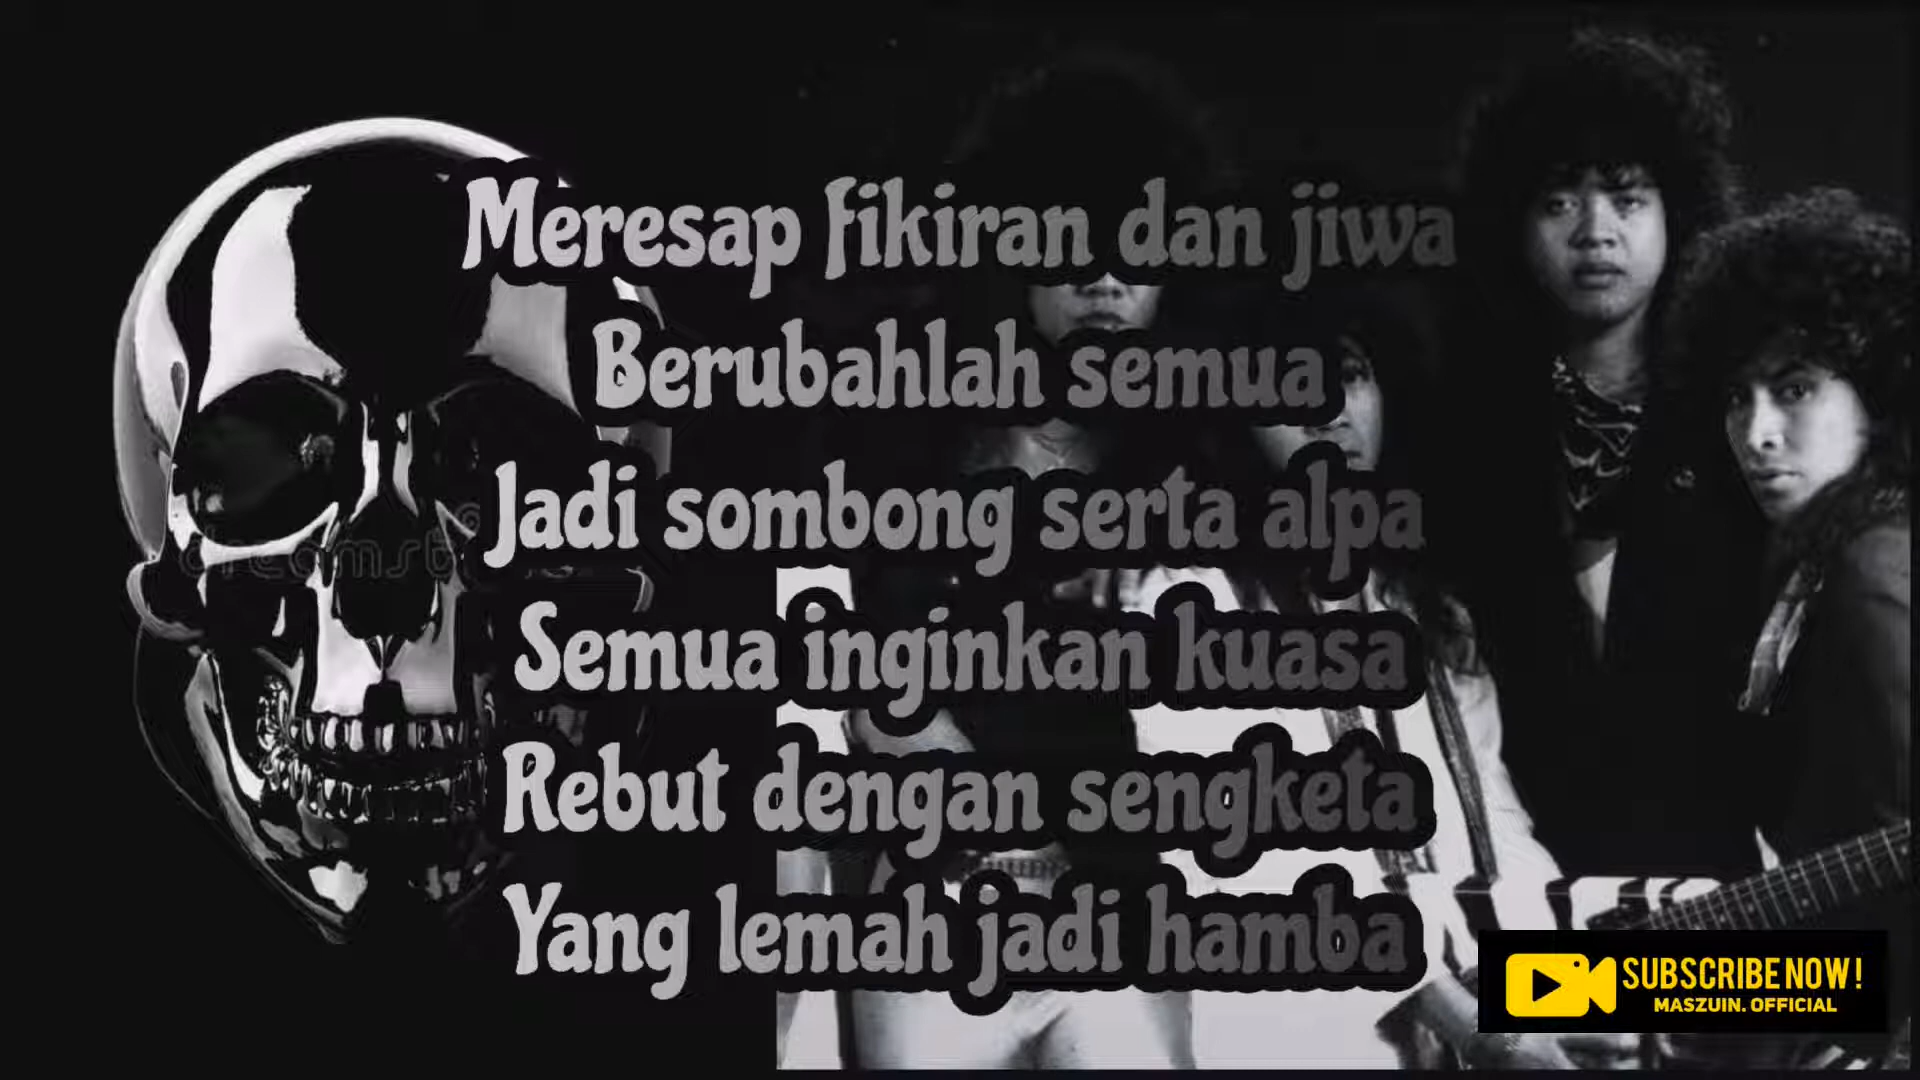 Meresap fikiran dan jiwa
Berubahlah semua
Jadi sombong serta alpa
Semua inginkan kuasa
Rebut dengan sengketa
Yang lemah jadi hamba
SUBSCRIBE NOW!
MASZUIN. OFFICIAL